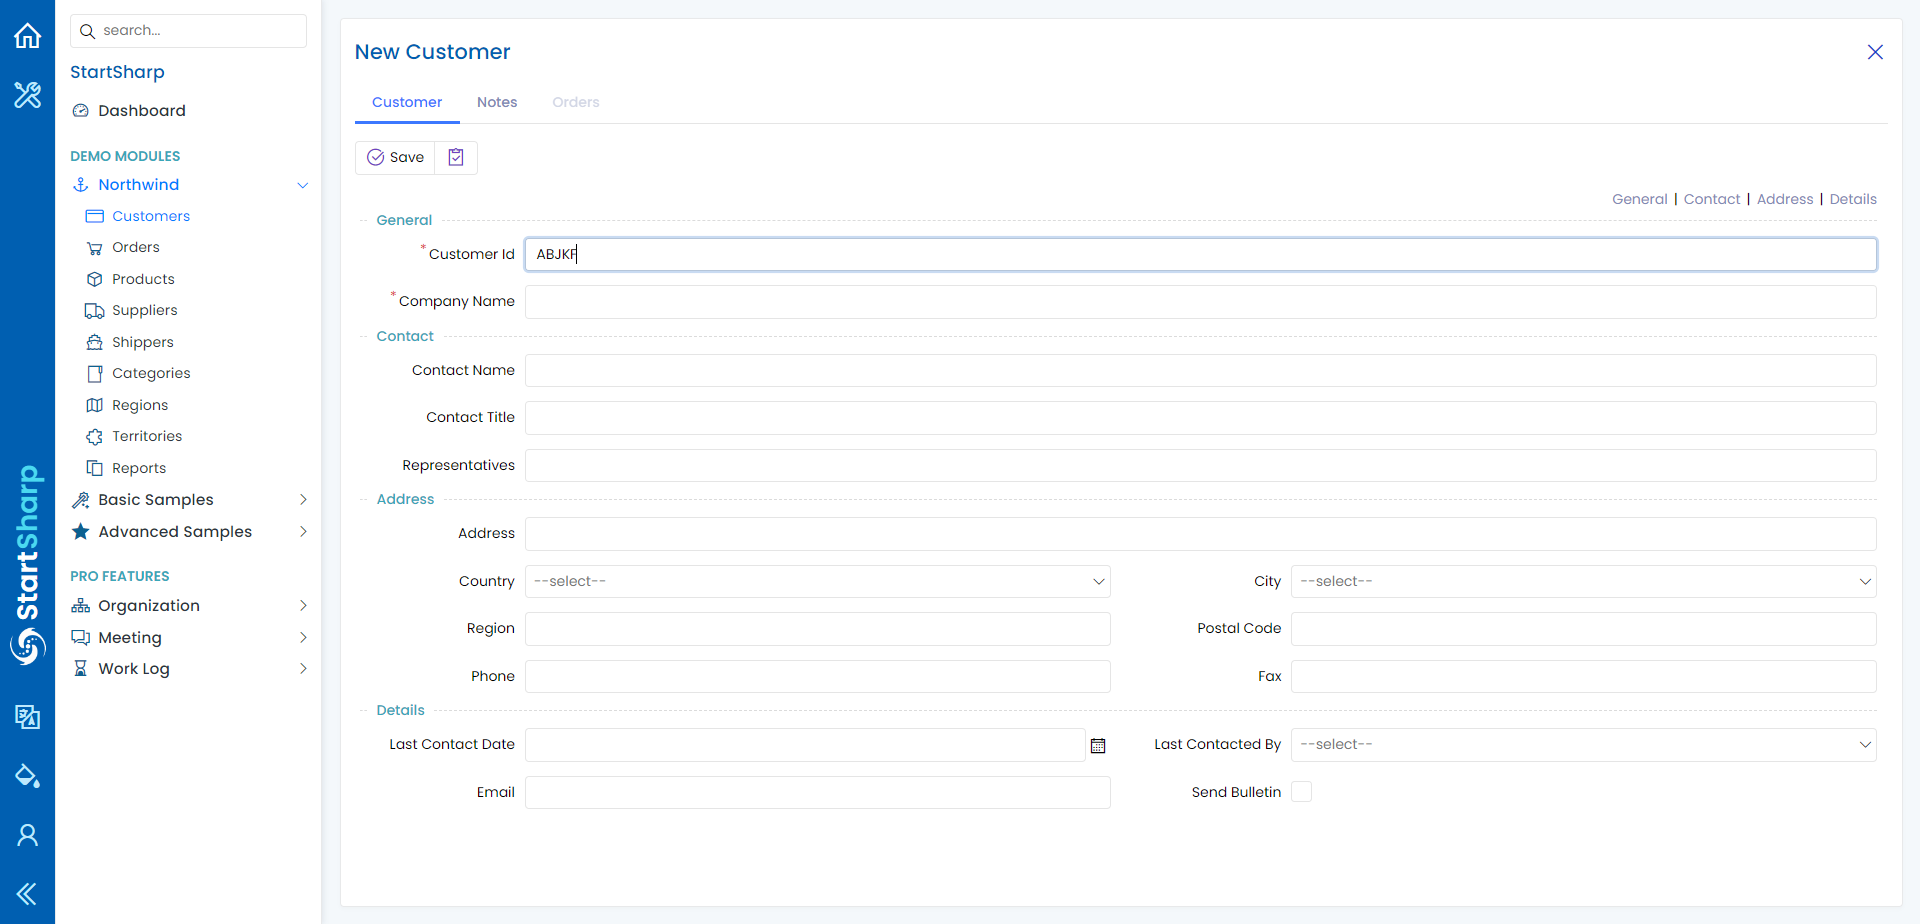 search...
StartSharp
Dashboard
DEMO MODULES
Northwind
Customers
Orders
Products
Suppliers
Shippers
Categories
Regions
Territories
Reports
Basic Samples
Advanced Samples
PRO FEATURES
Organization
Meeting
Work Log
StartSharp
New Customer
Customer Notes Orders
Save
General | Contact | Address | Details
General
* Customer Id ABJKF
* Company Name
Contact
Contact Name
Contact Title
Representatives
Address
Address
Country --select-- City --select--
Region Postal Code
Phone Fax
Details
Last Contact Date Last Contacted By --select--
Email Send Bulletin